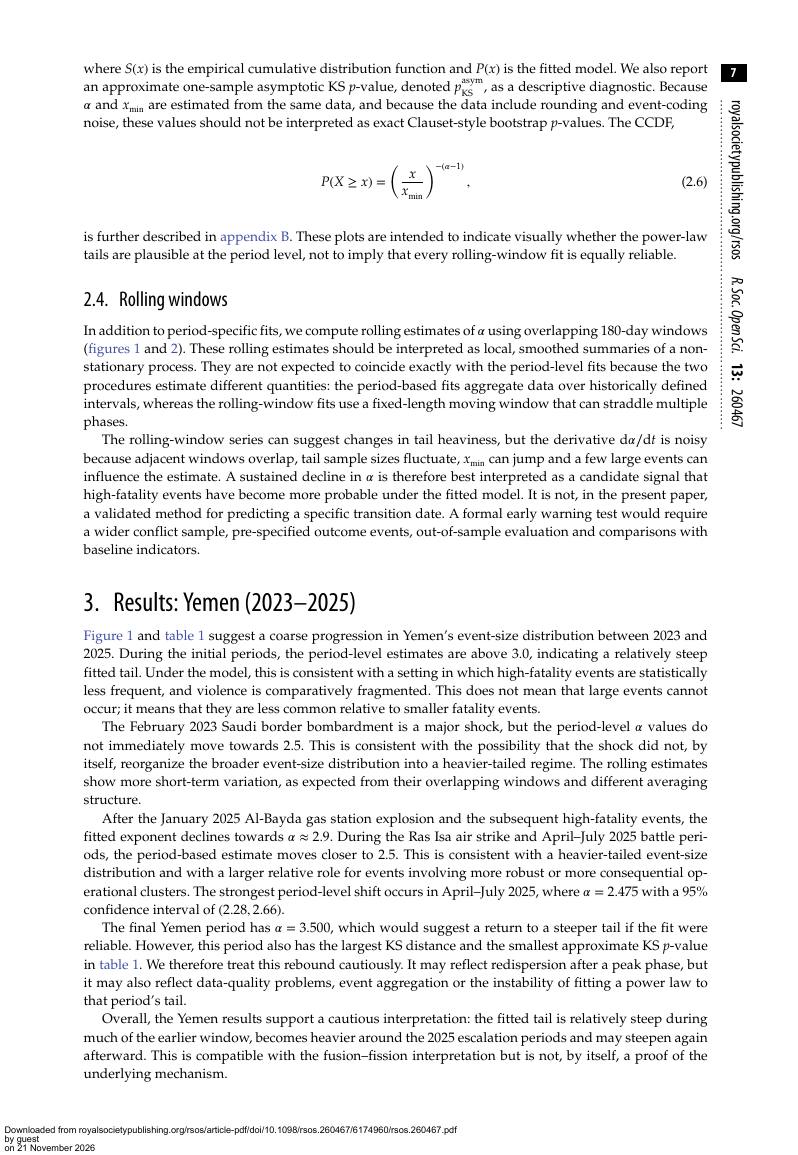 where S(x) is the empirical cumulative distribution function and P(x) is the fitted model. We also report
an approximate one-sample asymptotic KS p-value, denoted p_KS^asym, as a descriptive diagnostic. Because
α and x_min are estimated from the same data, and because the data include rounding and event-coding
noise, these values should not be interpreted as exact Clauset-style bootstrap p-values. The CCDF,
P(X ≥ x) = (x / x_min)^−(α−1), (2.6)
is further described in appendix B. These plots are intended to indicate visually whether the power-law
tails are plausible at the period level, not to imply that every rolling-window fit is equally reliable.
2.4. Rolling windows
In addition to period-specific fits, we compute rolling estimates of α using overlapping 180-day windows
(figures 1 and 2). These rolling estimates should be interpreted as local, smoothed summaries of a non-
stationary process. They are not expected to coincide exactly with the period-level fits because the two
procedures estimate different quantities: the period-based fits aggregate data over historically defined
intervals, whereas the rolling-window fits use a fixed-length moving window that can straddle multiple
phases.
The rolling-window series can suggest changes in tail heaviness, but the derivative dα/dt is noisy
because adjacent windows overlap, tail sample sizes fluctuate, x_min can jump and a few large events can
influence the estimate. A sustained decline in α is therefore best interpreted as a candidate signal that
high-fatality events have become more probable under the fitted model. It is not, in the present paper,
a validated method for predicting a specific transition date. A formal early warning test would require
a wider conflict sample, pre-specified outcome events, out-of-sample evaluation and comparisons with
baseline indicators.
3. Results: Yemen (2023–2025)
Figure 1 and table 1 suggest a coarse progression in Yemen's event-size distribution between 2023 and
2025. During the initial periods, the period-level estimates are above 3.0, indicating a relatively steep
fitted tail. Under the model, this is consistent with a setting in which high-fatality events are statistically
less frequent, and violence is comparatively fragmented. This does not mean that large events cannot
occur; it means that they are less common relative to smaller fatality events.
The February 2023 Saudi border bombardment is a major shock, but the period-level α values do
not immediately move towards 2.5. This is consistent with the possibility that the shock did not, by
itself, reorganize the broader event-size distribution into a heavier-tailed regime. The rolling estimates
show more short-term variation, as expected from their overlapping windows and different averaging
structure.
After the January 2025 Al-Bayda gas station explosion and the subsequent high-fatality events, the
fitted exponent declines towards α ≈ 2.9. During the Ras Isa air strike and April–July 2025 battle peri-
ods, the period-based estimate moves closer to 2.5. This is consistent with a heavier-tailed event-size
distribution and with a larger relative role for events involving more robust or more consequential op-
erational clusters. The strongest period-level shift occurs in April–July 2025, where α = 2.475 with a 95%
confidence interval of (2.28, 2.66).
The final Yemen period has α = 3.500, which would suggest a return to a steeper tail if the fit were
reliable. However, this period also has the largest KS distance and the smallest approximate KS p-value
in table 1. We therefore treat this rebound cautiously. It may reflect redispersion after a peak phase, but
it may also reflect data-quality problems, event aggregation or the instability of fitting a power law to
that period's tail.
Overall, the Yemen results support a cautious interpretation: the fitted tail is relatively steep during
much of the earlier window, becomes heavier around the 2025 escalation periods and may steepen again
afterward. This is compatible with the fusion–fission interpretation but is not, by itself, a proof of the
underlying mechanism.
7
royalsocietypublishing.org/rsos R. Soc. Open Sci. 13: 260467
Downloaded from royalsocietypublishing.org/rsos/article-pdf/doi/10.1098/rsos.260467/6174960/rsos.260467.pdf
by guest
on 21 November 2026